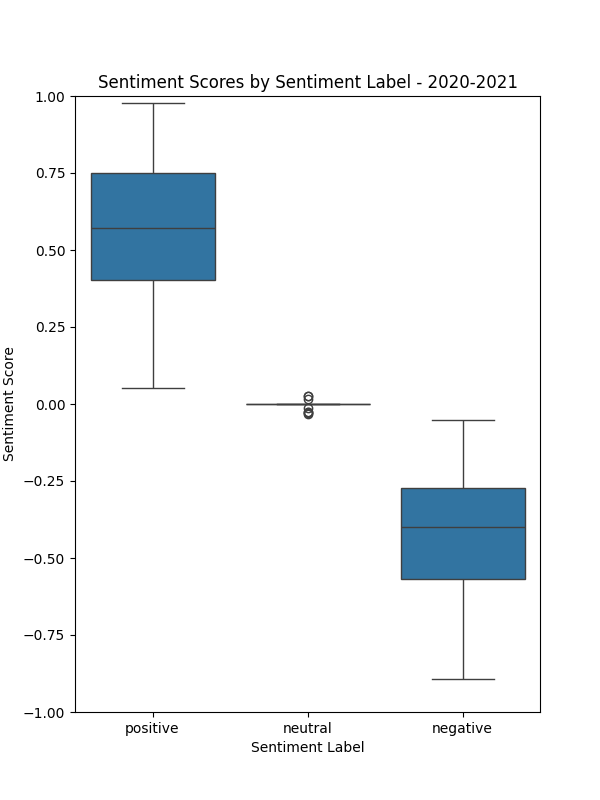 Sentiment Scores by Sentiment Label - 2020-2021
1.00
0.75
0.50
0.25
0.00
−0.25
−0.50
−0.75
−1.00
Sentiment Score
positive
neutral
negative
Sentiment Label